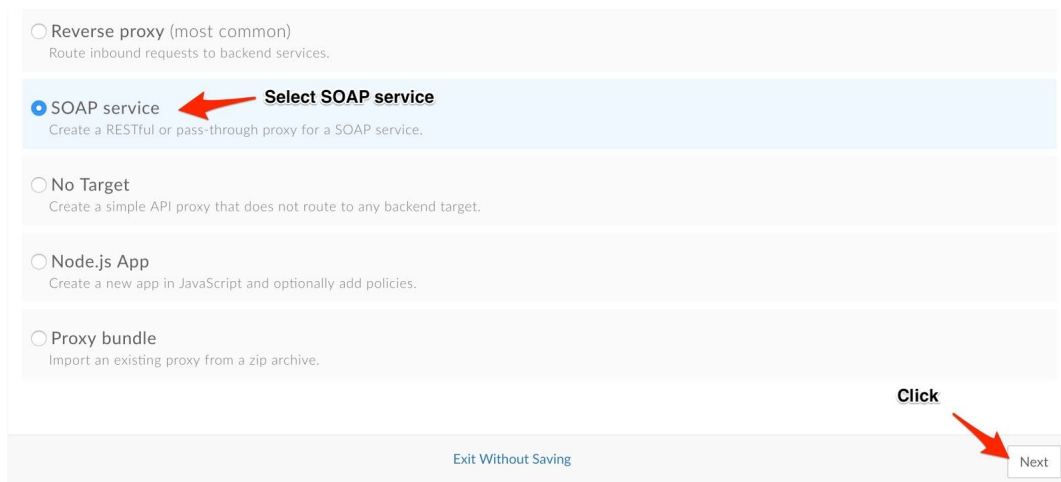 Reverse proxy (most common)
Route inbound requests to backend services.
SOAP service
Select SOAP service
Create a RESTful or pass-through proxy for a SOAP service.
No Target
Create a simple API proxy that does not route to any backend target.
Node.js App
Create a new app in JavaScript and optionally add policies.
Proxy bundle
Import an existing proxy from a zip archive.
Click
Exit Without Saving
Next